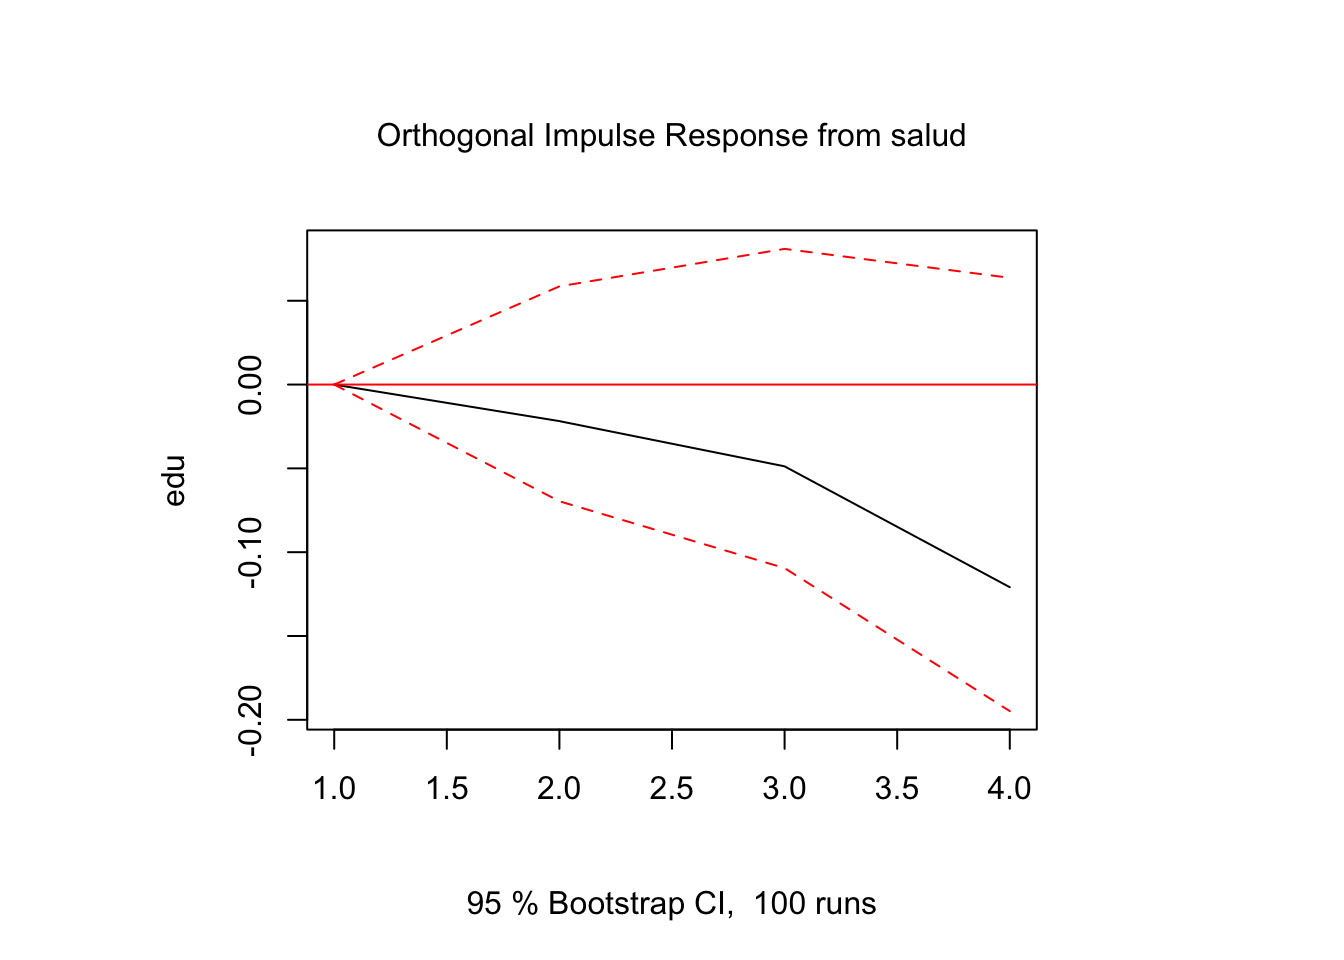 Orthogonal Impulse Response from salud
edu
0.00
-0.10
-0.20
1.0 1.5 2.0 2.5 3.0 3.5 4.0
95 % Bootstrap CI,  100 runs